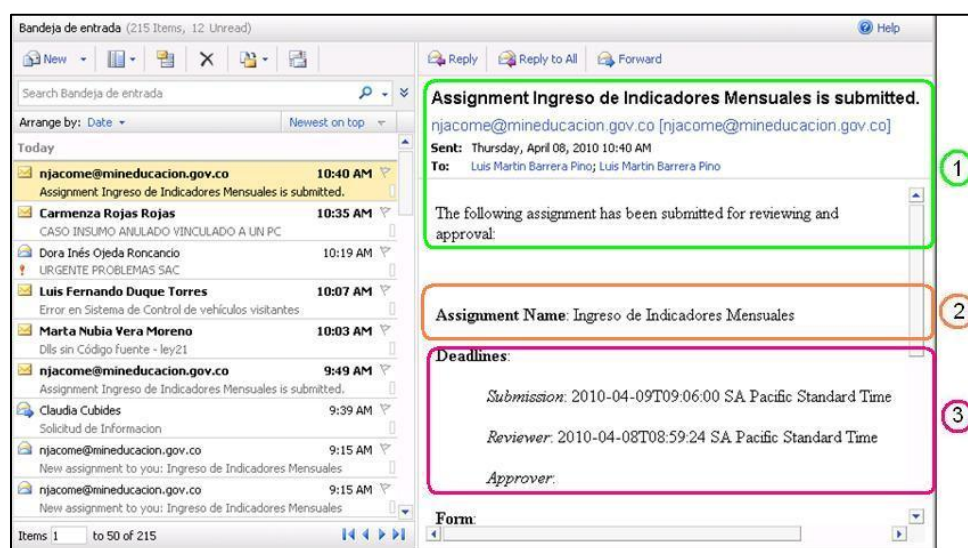 Bandeja de entrada (215 Items, 12 Unread)
Help
New
Search Bandeja de entrada
Arrange by: Date
Newest on top
Today
njacome@mineducacion.gov.co 10:40 AM
Assignment Ingreso de Indicadores Mensuales is submitted.
Carmenza Rojas Rojas 10:35 AM
CASO INSUMO ANULADO VINCULADO A UN PC
Dora Inés Ojeda Roncancio 10:19 AM
URGENTE PROBLEMAS SAC
Luis Fernando Duque Torres 10:07 AM
Error en Sistema de Control de vehículos visitantes
Marta Nubia Vera Moreno 10:03 AM
Dlls sin Código fuente - ley21
njacome@mineducacion.gov.co 9:49 AM
Assignment Ingreso de Indicadores Mensuales is submitted.
Claudia Cubides 9:39 AM
Solicitud de Informacion
njacome@mineducacion.gov.co 9:15 AM
New assignment to you: Ingreso de Indicadores Mensuales
njacome@mineducacion.gov.co 9:15 AM
New assignment to you: Ingreso de Indicadores Mensuales
Items 1 to 50 of 215
Reply Reply to All Forward
Assignment Ingreso de Indicadores Mensuales is submitted.
njacome@mineducacion.gov.co [njacome@mineducacion.gov.co]
Sent: Thursday, April 08, 2010 10:40 AM
To: Luis Martin Barrera Pino; Luis Martin Barrera Pino
1
The following assignment has been submitted for reviewing and
approval:
Assignment Name: Ingreso de Indicadores Mensuales
2
Deadlines:
Submission: 2010-04-09T09:06:00 SA Pacific Standard Time
3
Reviewer: 2010-04-08T08:59:24 SA Pacific Standard Time
Approver:
Form: